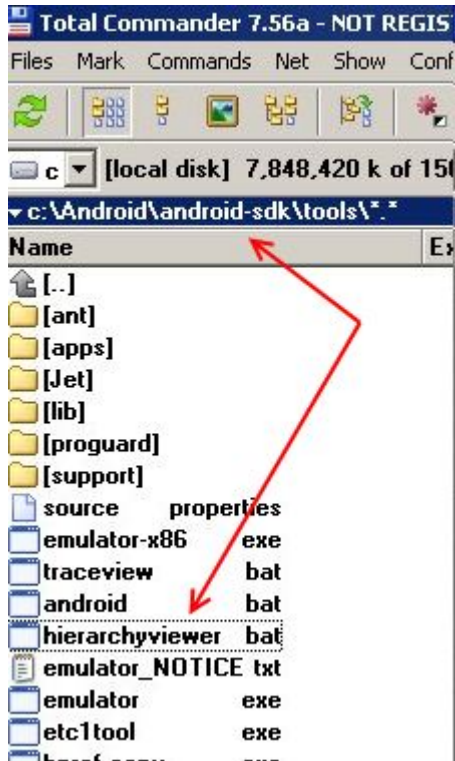 Total Commander 7.56a - NOT REGIS
Files Mark Commands Net Show Conf
c [local disk] 7,848,420 k of 150
c:\Android\android-sdk\tools\*.*
Name Ex
[..]
[ant]
[apps]
[Jet]
[lib]
[proguard]
[support]
source properties
emulator-x86 exe
traceview bat
android bat
hierarchyviewer bat
emulator_NOTICE txt
emulator exe
etc1tool exe